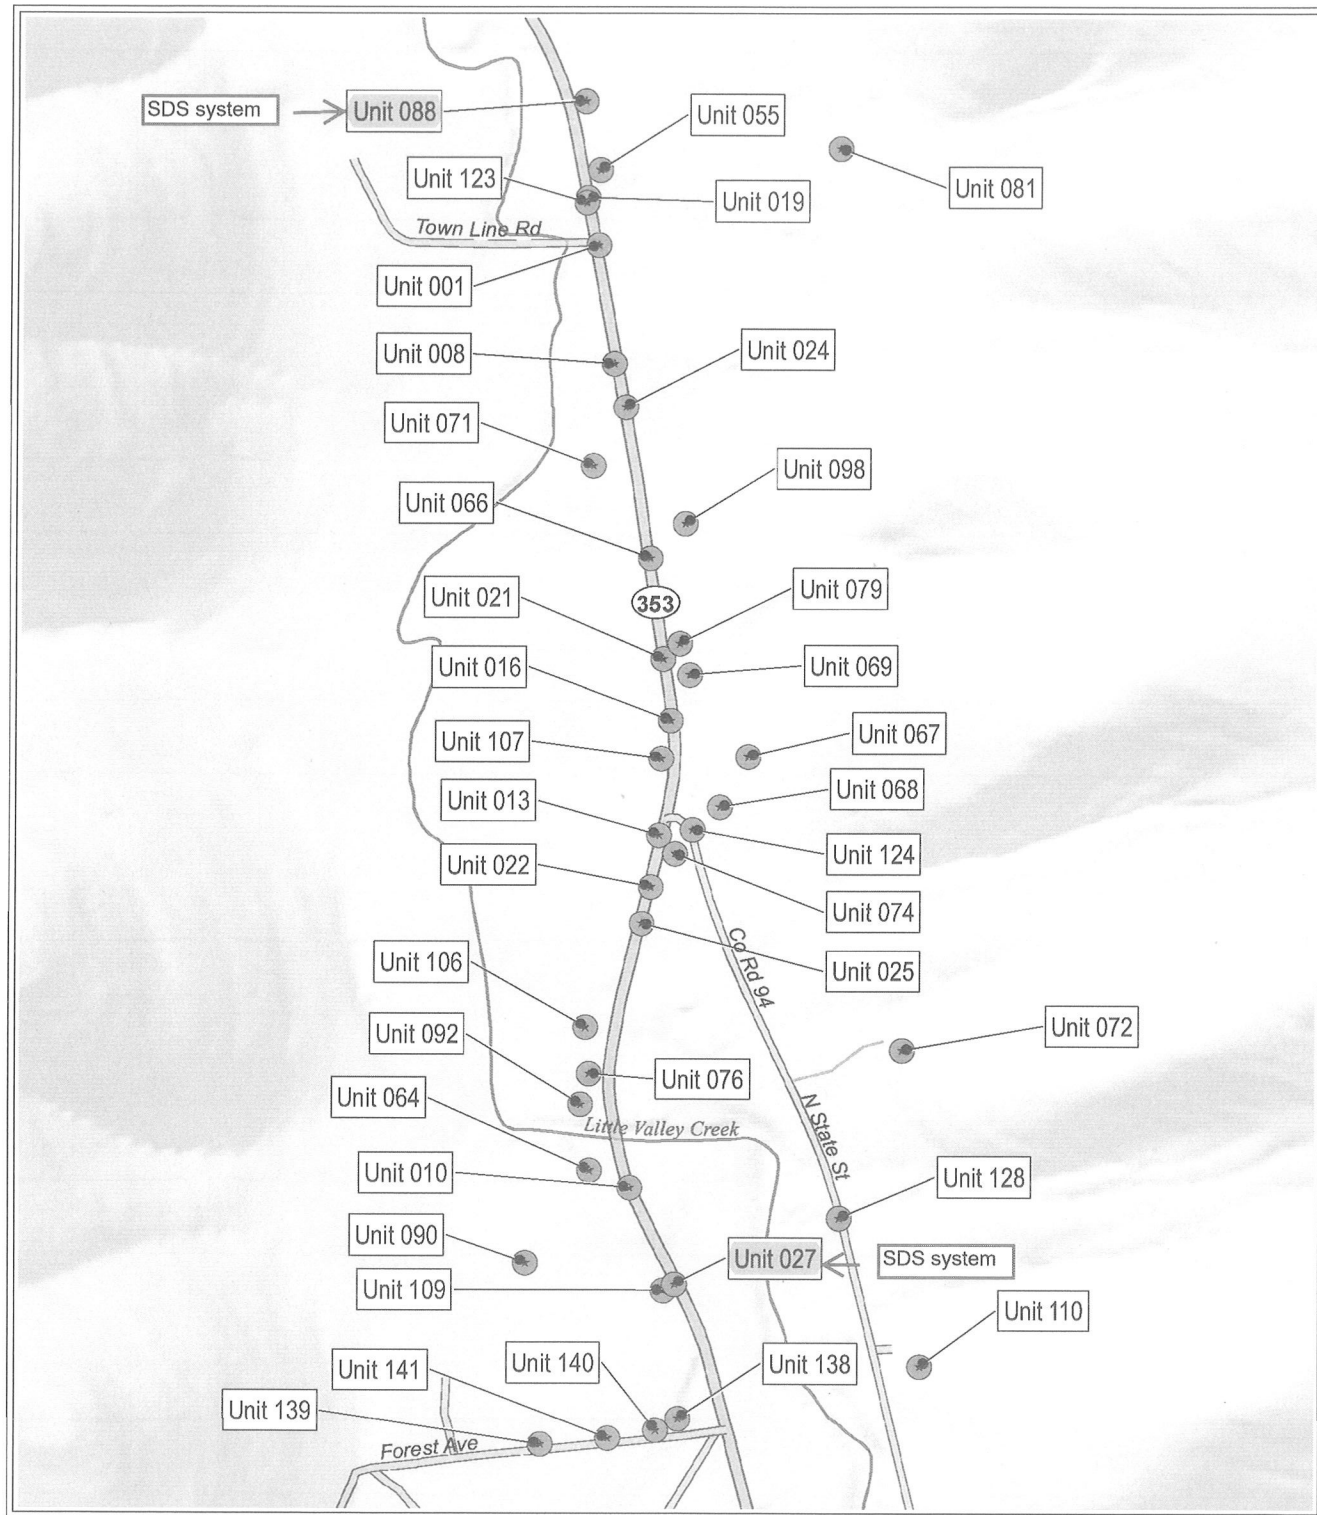 SDS system
Unit 088
Unit 055
Unit 123
Unit 019
Unit 081
Town Line Rd
Unit 001
Unit 008
Unit 024
Unit 071
Unit 098
Unit 066
353
Unit 021
Unit 079
Unit 016
Unit 069
Unit 107
Unit 067
Unit 013
Unit 068
Unit 022
Unit 124
Unit 074
Co Rd 94
Unit 106
Unit 025
Unit 092
Unit 072
Unit 064
Unit 076
Little Valley Creek
N State St
Unit 010
Unit 128
Unit 090
Unit 027
SDS system
Unit 109
Unit 110
Unit 141
Unit 140
Unit 138
Unit 139
Forest Ave